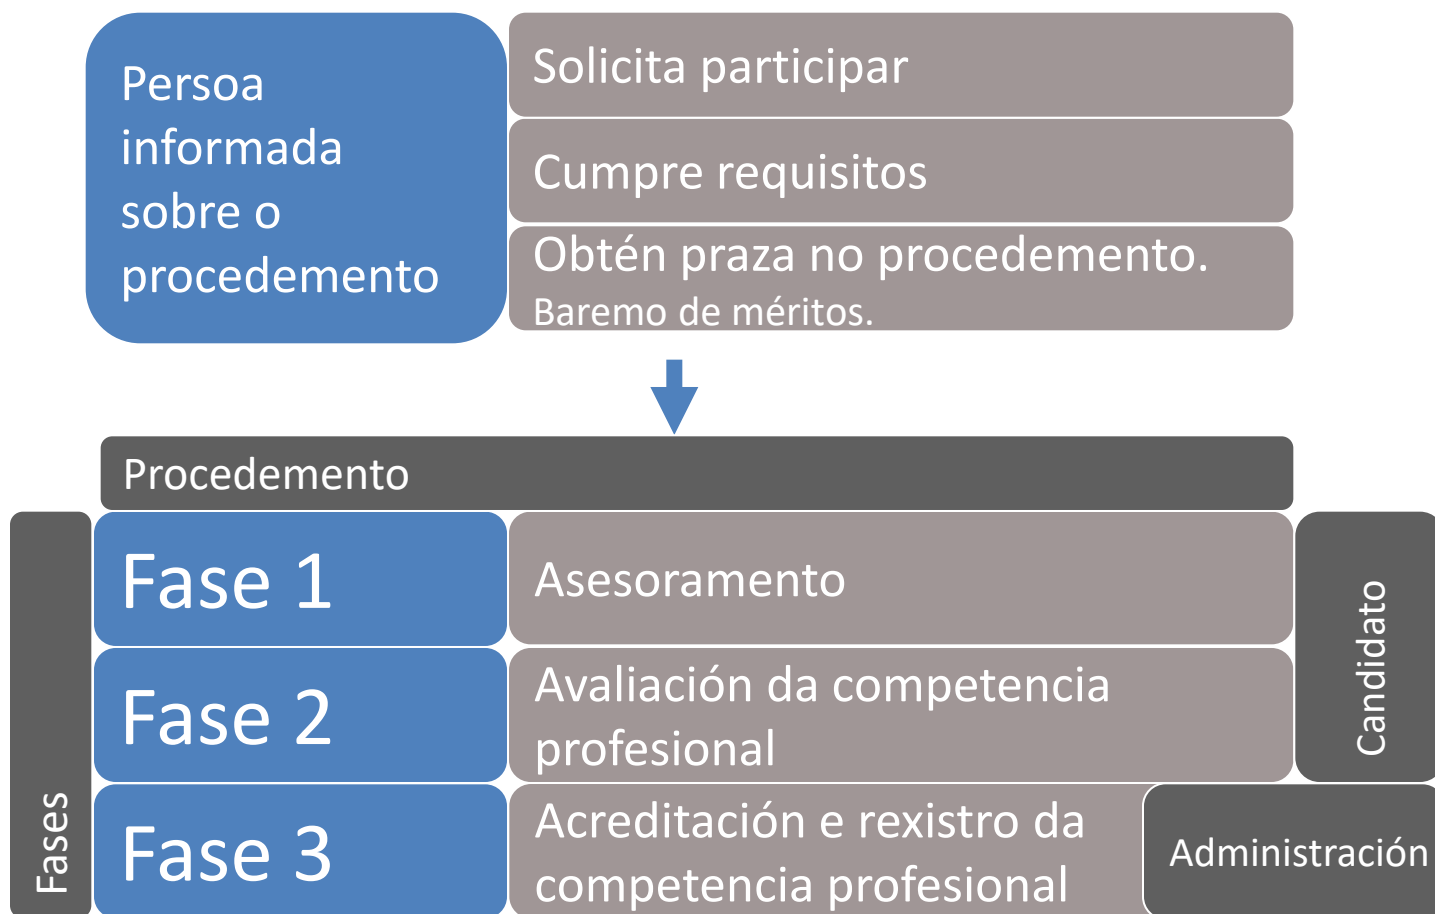 Persoa
informada
sobre o
procedemento
Solicita participar
Cumpre requisitos
Obtén praza no procedemento.
Baremo de méritos.
Procedemento
Fases
Fase 1
Asesoramento
Fase 2
Avaliación da competencia
profesional
Candidato
Fase 3
Acreditación e rexistro da
competencia profesional
Administración